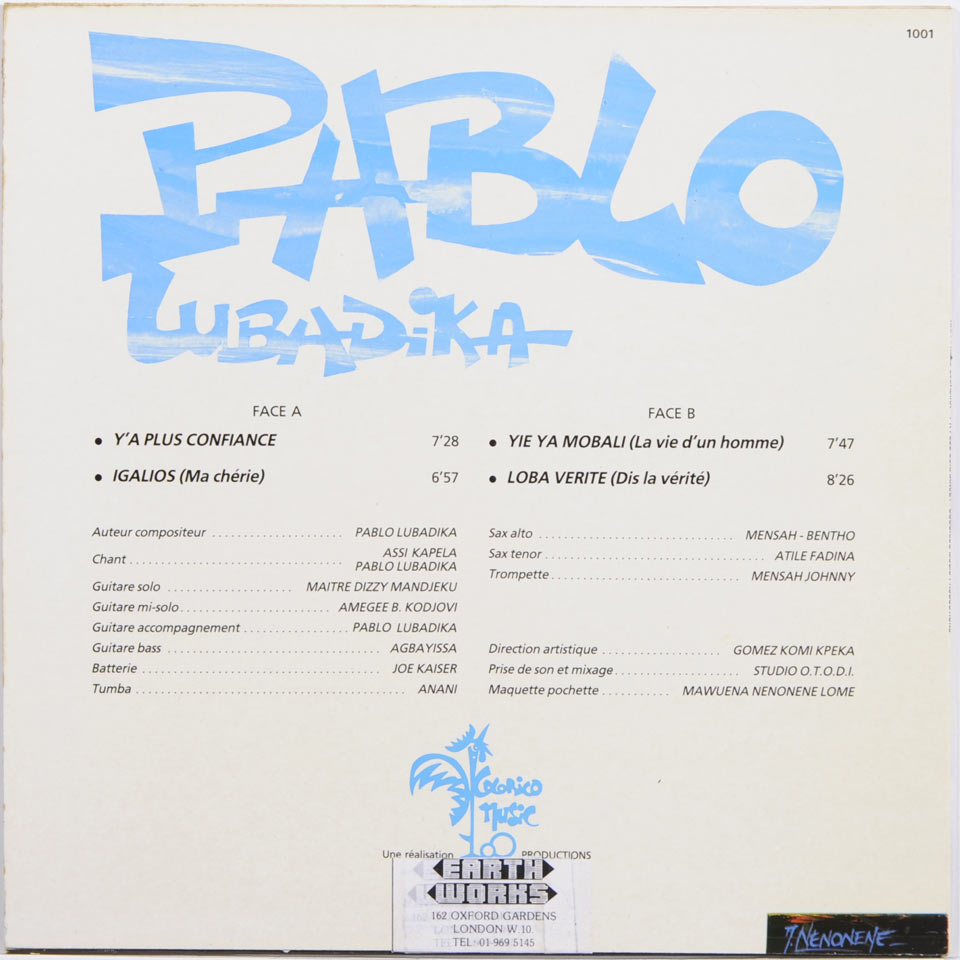 1001
PABLO
LUBADiKA
FACE A
• Y'A PLUS CONFIANCE 7'28
• IGALIOS (Ma chérie) 6'57
FACE B
• YIE YA MOBALI (La vie d'un homme) 7'47
• LOBA VERITE (Dis la vérité) 8'26
Auteur compositeur ........................ PABLO LUBADIKA
Chant ........................ ASSI KAPELA
PABLO LUBADIKA
Guitare solo ........................ MAITRE DIZZY MANDJEKU
Guitare mi-solo ........................ AMEGEE B. KODJOVI
Guitare accompagnement ........................ PABLO LUBADIKA
Guitare bass ........................ AGBAYISSA
Batterie ........................ JOE KAISER
Tumba ........................ ANANI
Sax alto ........................ MENSAH - BENTHO
Sax tenor ........................ ATILE FADINA
Trompette ........................ MENSAH JOHNNY
Direction artistique ........................ GOMEZ KOMI KPEKA
Prise de son et mixage ........................ STUDIO O.T.O.D.I.
Maquette pochette ........................ MAWUENA NENONENE LOME
Cocorico
Music
Une réalisation PRODUCTIONS
EARTH
WORKS
162 OXFORD GARDENS
LONDON W.10.
TEL 01-969 5145
NENONENE